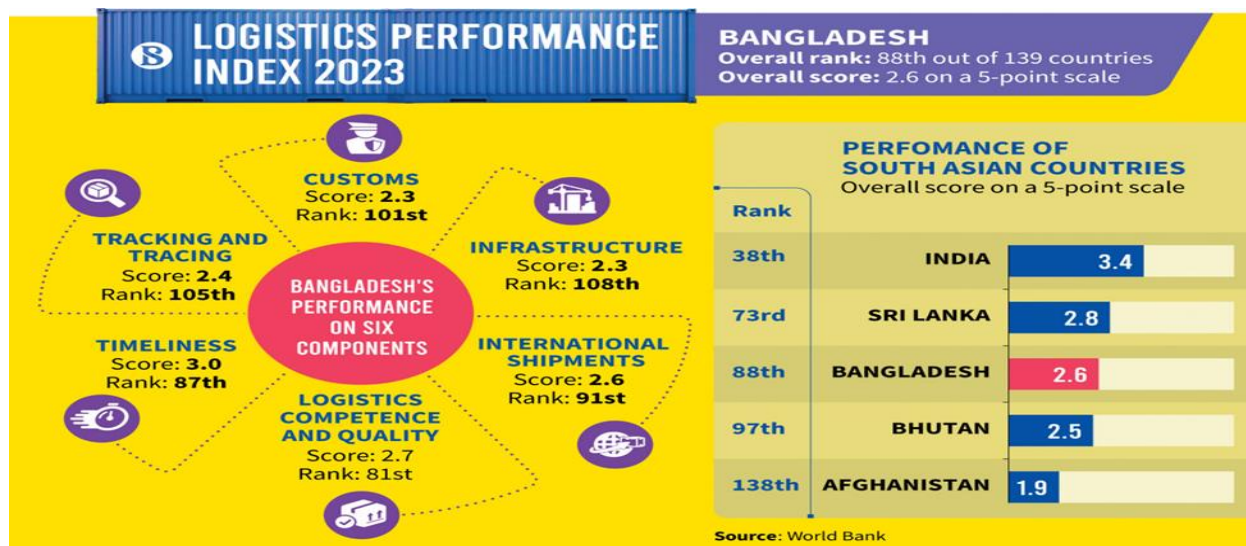 LOGISTICS PERFORMANCE
INDEX 2023
BANGLADESH
Overall rank: 88th out of 139 countries
Overall score: 2.6 on a 5-point scale
CUSTOMS
Score: 2.3
Rank: 101st
INFRASTRUCTURE
Score: 2.3
Rank: 108th
INTERNATIONAL
SHIPMENTS
Score: 2.6
Rank: 91st
LOGISTICS
COMPETENCE
AND QUALITY
Score: 2.7
Rank: 81st
TIMELINESS
Score: 3.0
Rank: 87th
TRACKING AND
TRACING
Score: 2.4
Rank: 105th
BANGLADESH'S
PERFORMANCE
ON SIX
COMPONENTS
PERFOMANCE OF
SOUTH ASIAN COUNTRIES
Overall score on a 5-point scale
Rank
38th INDIA 3.4
73rd SRI LANKA 2.8
88th BANGLADESH 2.6
97th BHUTAN 2.5
138th AFGHANISTAN 1.9
Source: World Bank